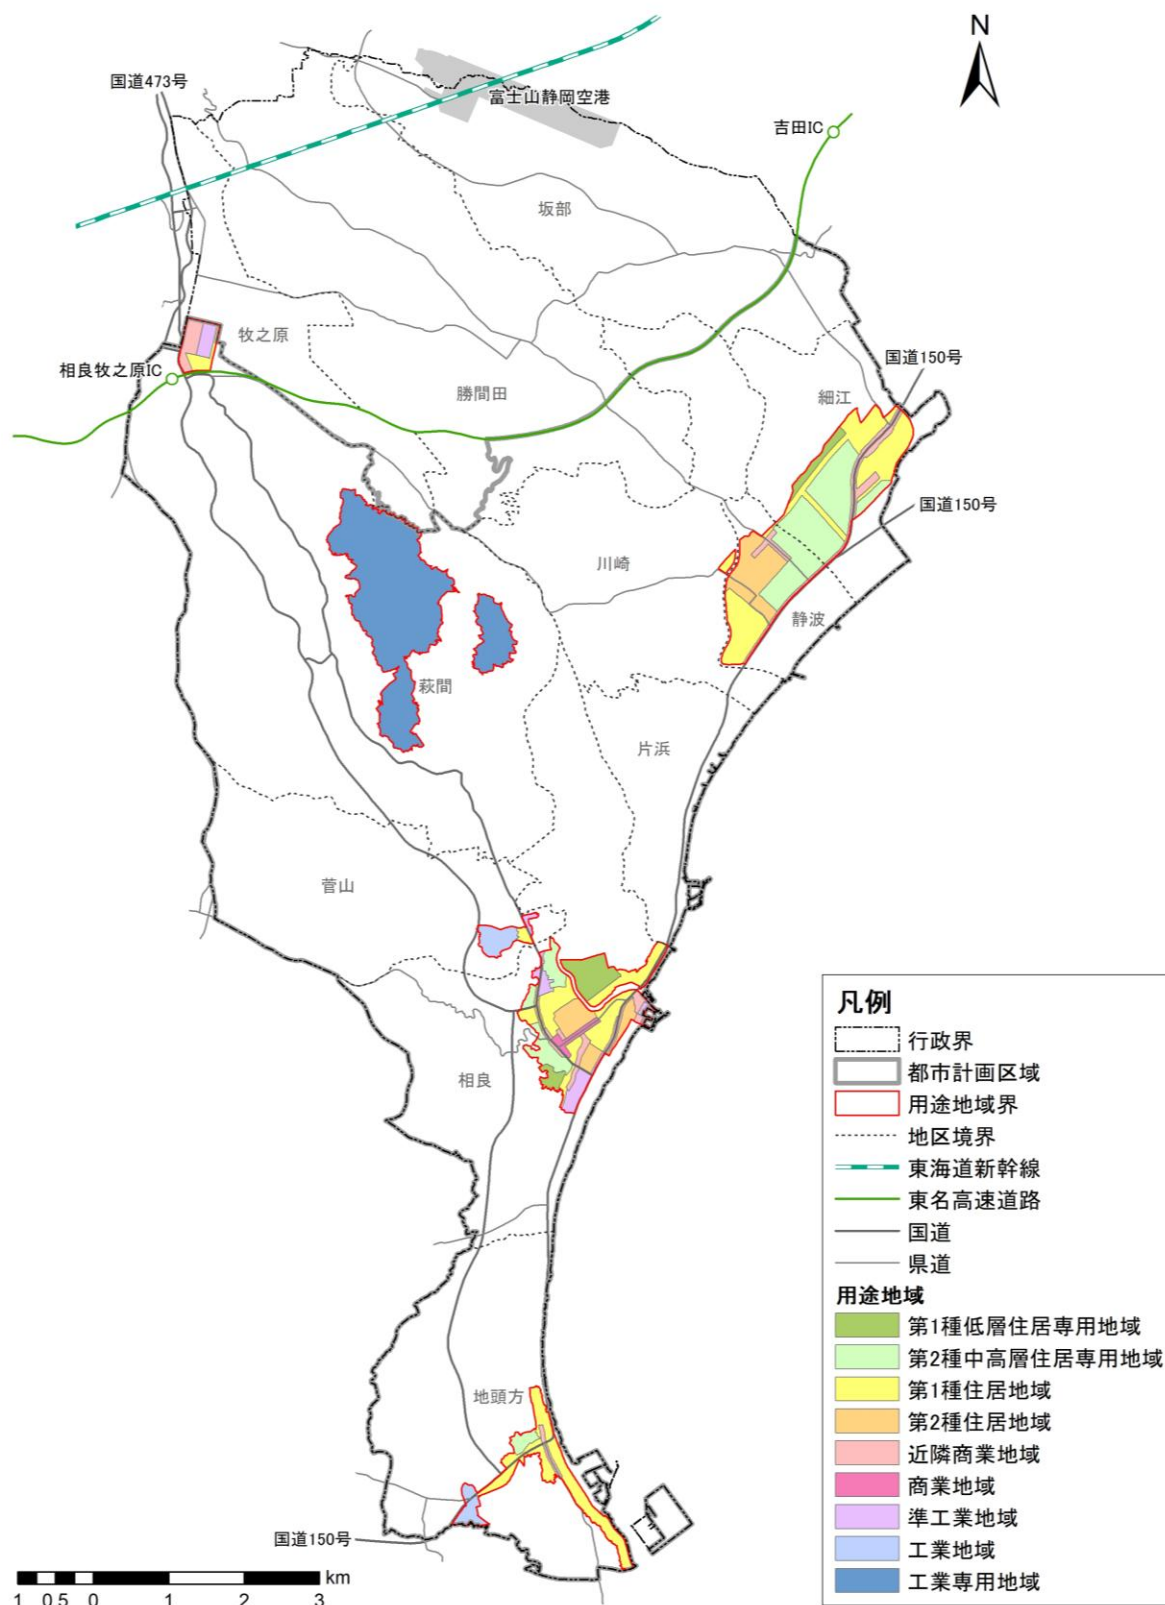 N
国道473号
富士山静岡空港
吉田IC
坂部
牧之原
国道150号
相良牧之原IC
勝間田
細江
国道150号
川崎
静波
萩間
片浜
菅山
相良
地頭方
国道150号
km
1 0.5 0 1 2 3
凡例
行政界
都市計画区域
用途地域界
地区境界
東海道新幹線
東名高速道路
国道
県道
用途地域
第1種低層住居専用地域
第2種中高層住居専用地域
第1種住居地域
第2種住居地域
近隣商業地域
商業地域
準工業地域
工業地域
工業専用地域